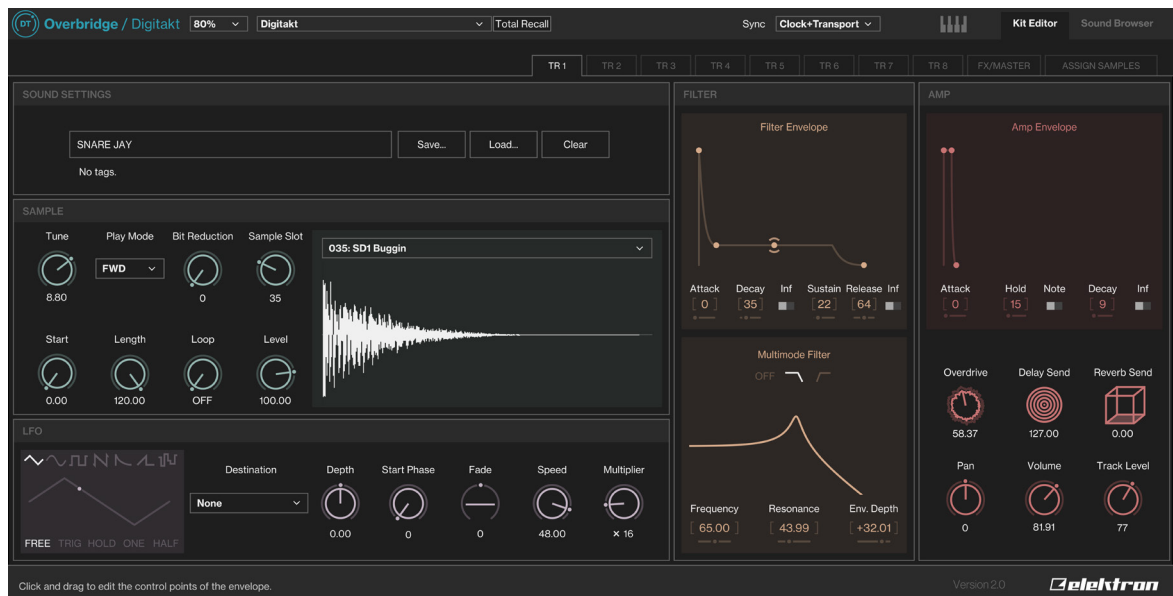 DT Overbridge / Digitakt 80% Digitakt Total Recall Sync Clock+Transport Kit Editor Sound Browser
TR 1 TR 2 TR 3 TR 4 TR 5 TR 6 TR 7 TR 8 FX/MASTER ASSIGN SAMPLES
SOUND SETTINGS
SNARE JAY Save... Load... Clear
No tags.
SAMPLE
Tune Play Mode Bit Reduction Sample Slot
FWD
8.80 0 35
035: SD1 Buggin
Start Length Loop Level
0.00 120.00 OFF 100.00
LFO
Destination Depth Start Phase Fade Speed Multiplier
None
0.00 0 0 48.00 × 16
FREE TRIG HOLD ONE HALF
FILTER
Filter Envelope
Attack Decay Inf Sustain Release Inf
[ 0 ] [ 35 ] [ 22 ] [ 64 ]
Multimode Filter
OFF
Frequency Resonance Env. Depth
[ 65.00 ] [ 43.99 ] [ +32.01 ]
AMP
Amp Envelope
Attack Hold Note Decay Inf
[ 0 ] [ 15 ] [ 9 ]
Overdrive Delay Send Reverb Send
58.37 127.00 0.00
Pan Volume Track Level
0 81.91 77
Click and drag to edit the control points of the envelope. Version 2.0 elektron